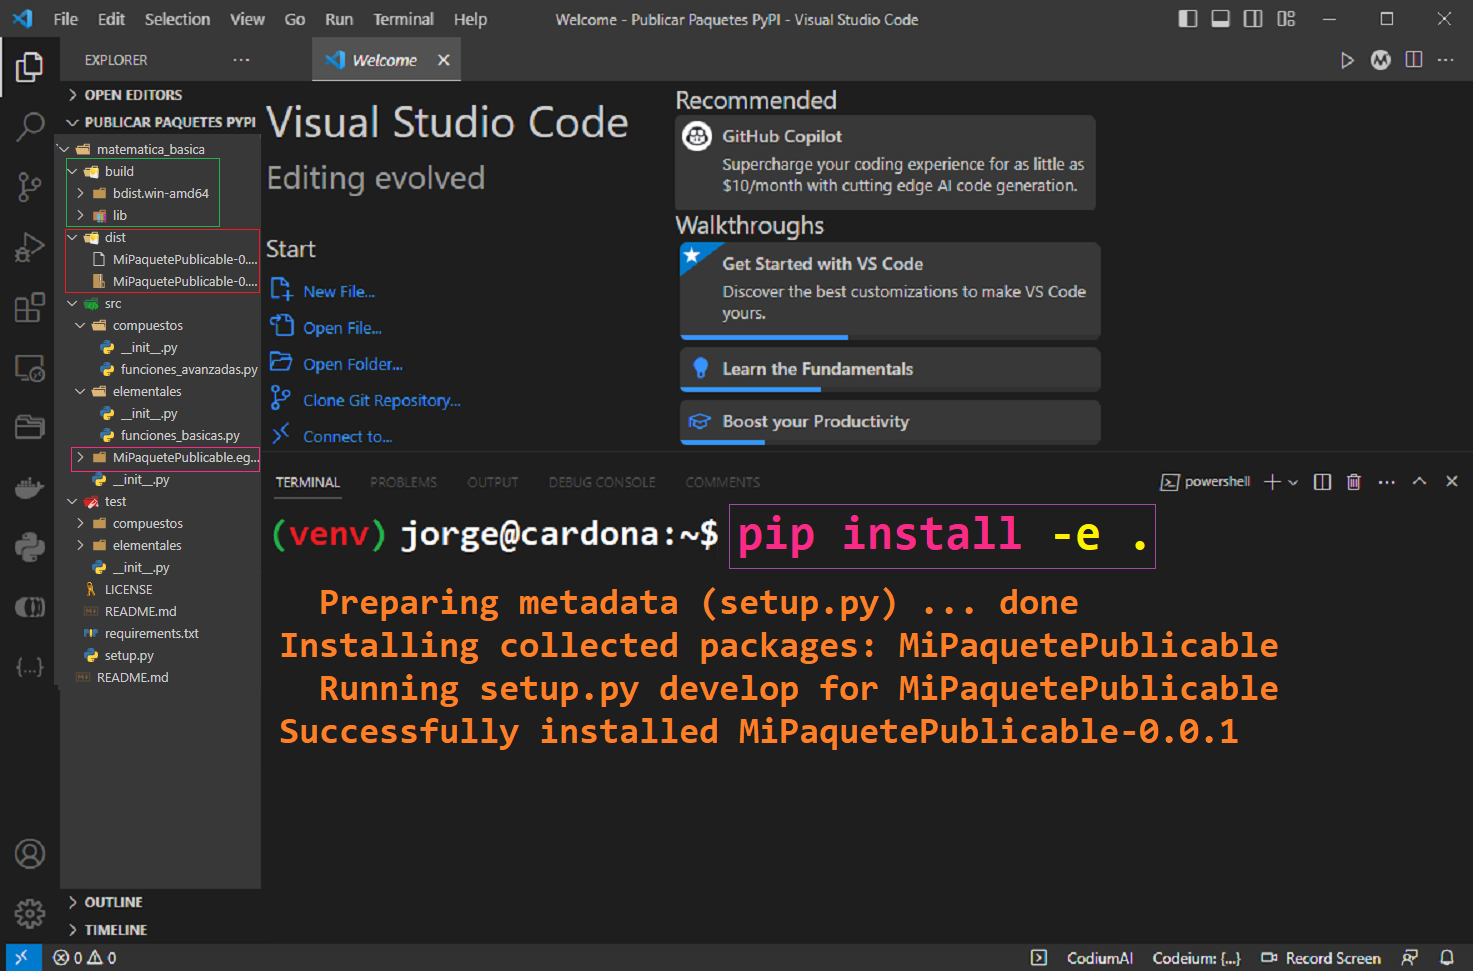 File Edit Selection View Go Run Terminal Help
Welcome - Publicar Paquetes PyPI - Visual Studio Code
EXPLORER
Welcome
OPEN EDITORS
PUBLICAR PAQUETES PYPI
matematica_basica
build
bdist.win-amd64
lib
dist
MiPaquetePublicable-0....
MiPaquetePublicable-0....
src
compuestos
__init__.py
funciones_avanzadas.py
elementales
__init__.py
funciones_basicas.py
MiPaquetePublicable.eg...
__init__.py
test
compuestos
elementales
__init__.py
LICENSE
README.md
requirements.txt
setup.py
README.md
OUTLINE
TIMELINE
Visual Studio Code
Editing evolved
Start
New File...
Open File...
Open Folder...
Clone Git Repository...
Connect to...
Recommended
GitHub Copilot
Supercharge your coding experience for as little as
$10/month with cutting edge AI code generation.
Walkthroughs
Get Started with VS Code
Discover the best customizations to make VS Code
yours.
Learn the Fundamentals
Boost your Productivity
TERMINAL PROBLEMS OUTPUT DEBUG CONSOLE COMMENTS
powershell
(venv) jorge@cardona:~$ pip install -e .
Preparing metadata (setup.py) ... done
Installing collected packages: MiPaquetePublicable
Running setup.py develop for MiPaquetePublicable
Successfully installed MiPaquetePublicable-0.0.1
0 0
CodiumAI Codeium: {...} Record Screen